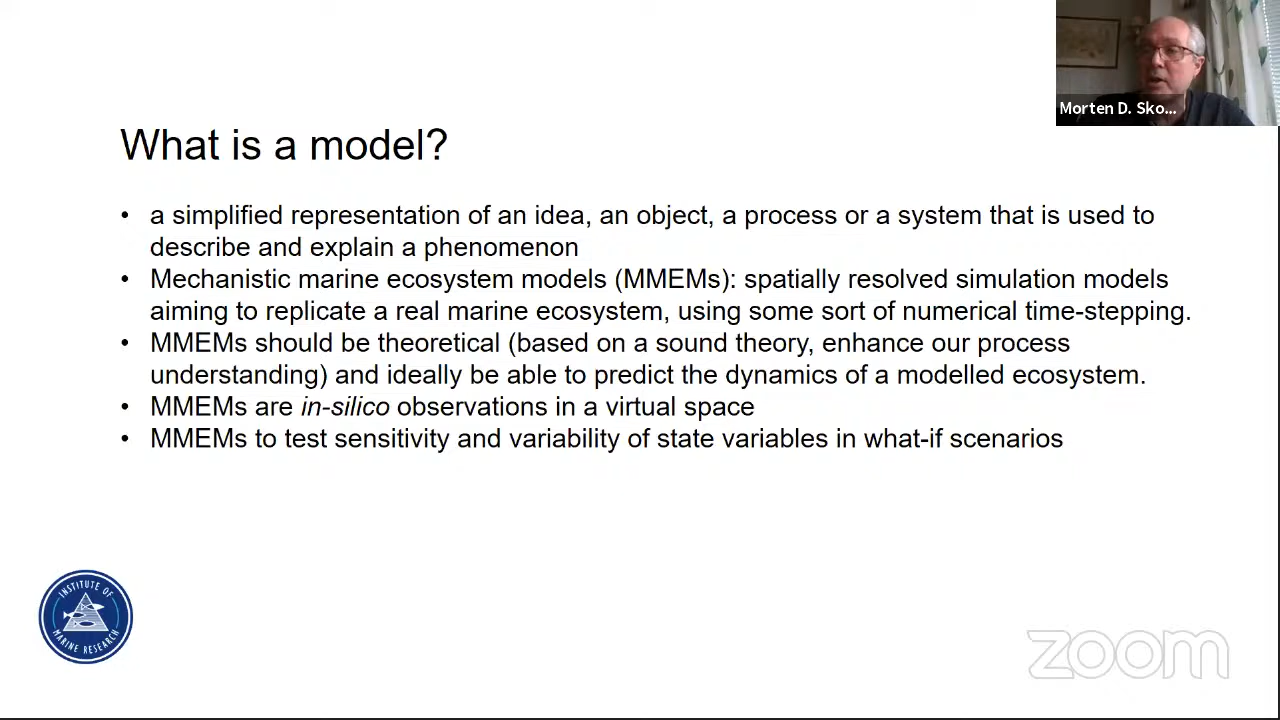 Morten D. Sko...
What is a model?
• a simplified representation of an idea, an object, a process or a system that is used to
describe and explain a phenomenon
• Mechanistic marine ecosystem models (MMEMs): spatially resolved simulation models
aiming to replicate a real marine ecosystem, using some sort of numerical time-stepping.
• MMEMs should be theoretical (based on a sound theory, enhance our process
understanding) and ideally be able to predict the dynamics of a modelled ecosystem.
• MMEMs are in-silico observations in a virtual space
• MMEMs to test sensitivity and variability of state variables in what-if scenarios
INSTITUTE OF
MARINE RESEARCH
zoom